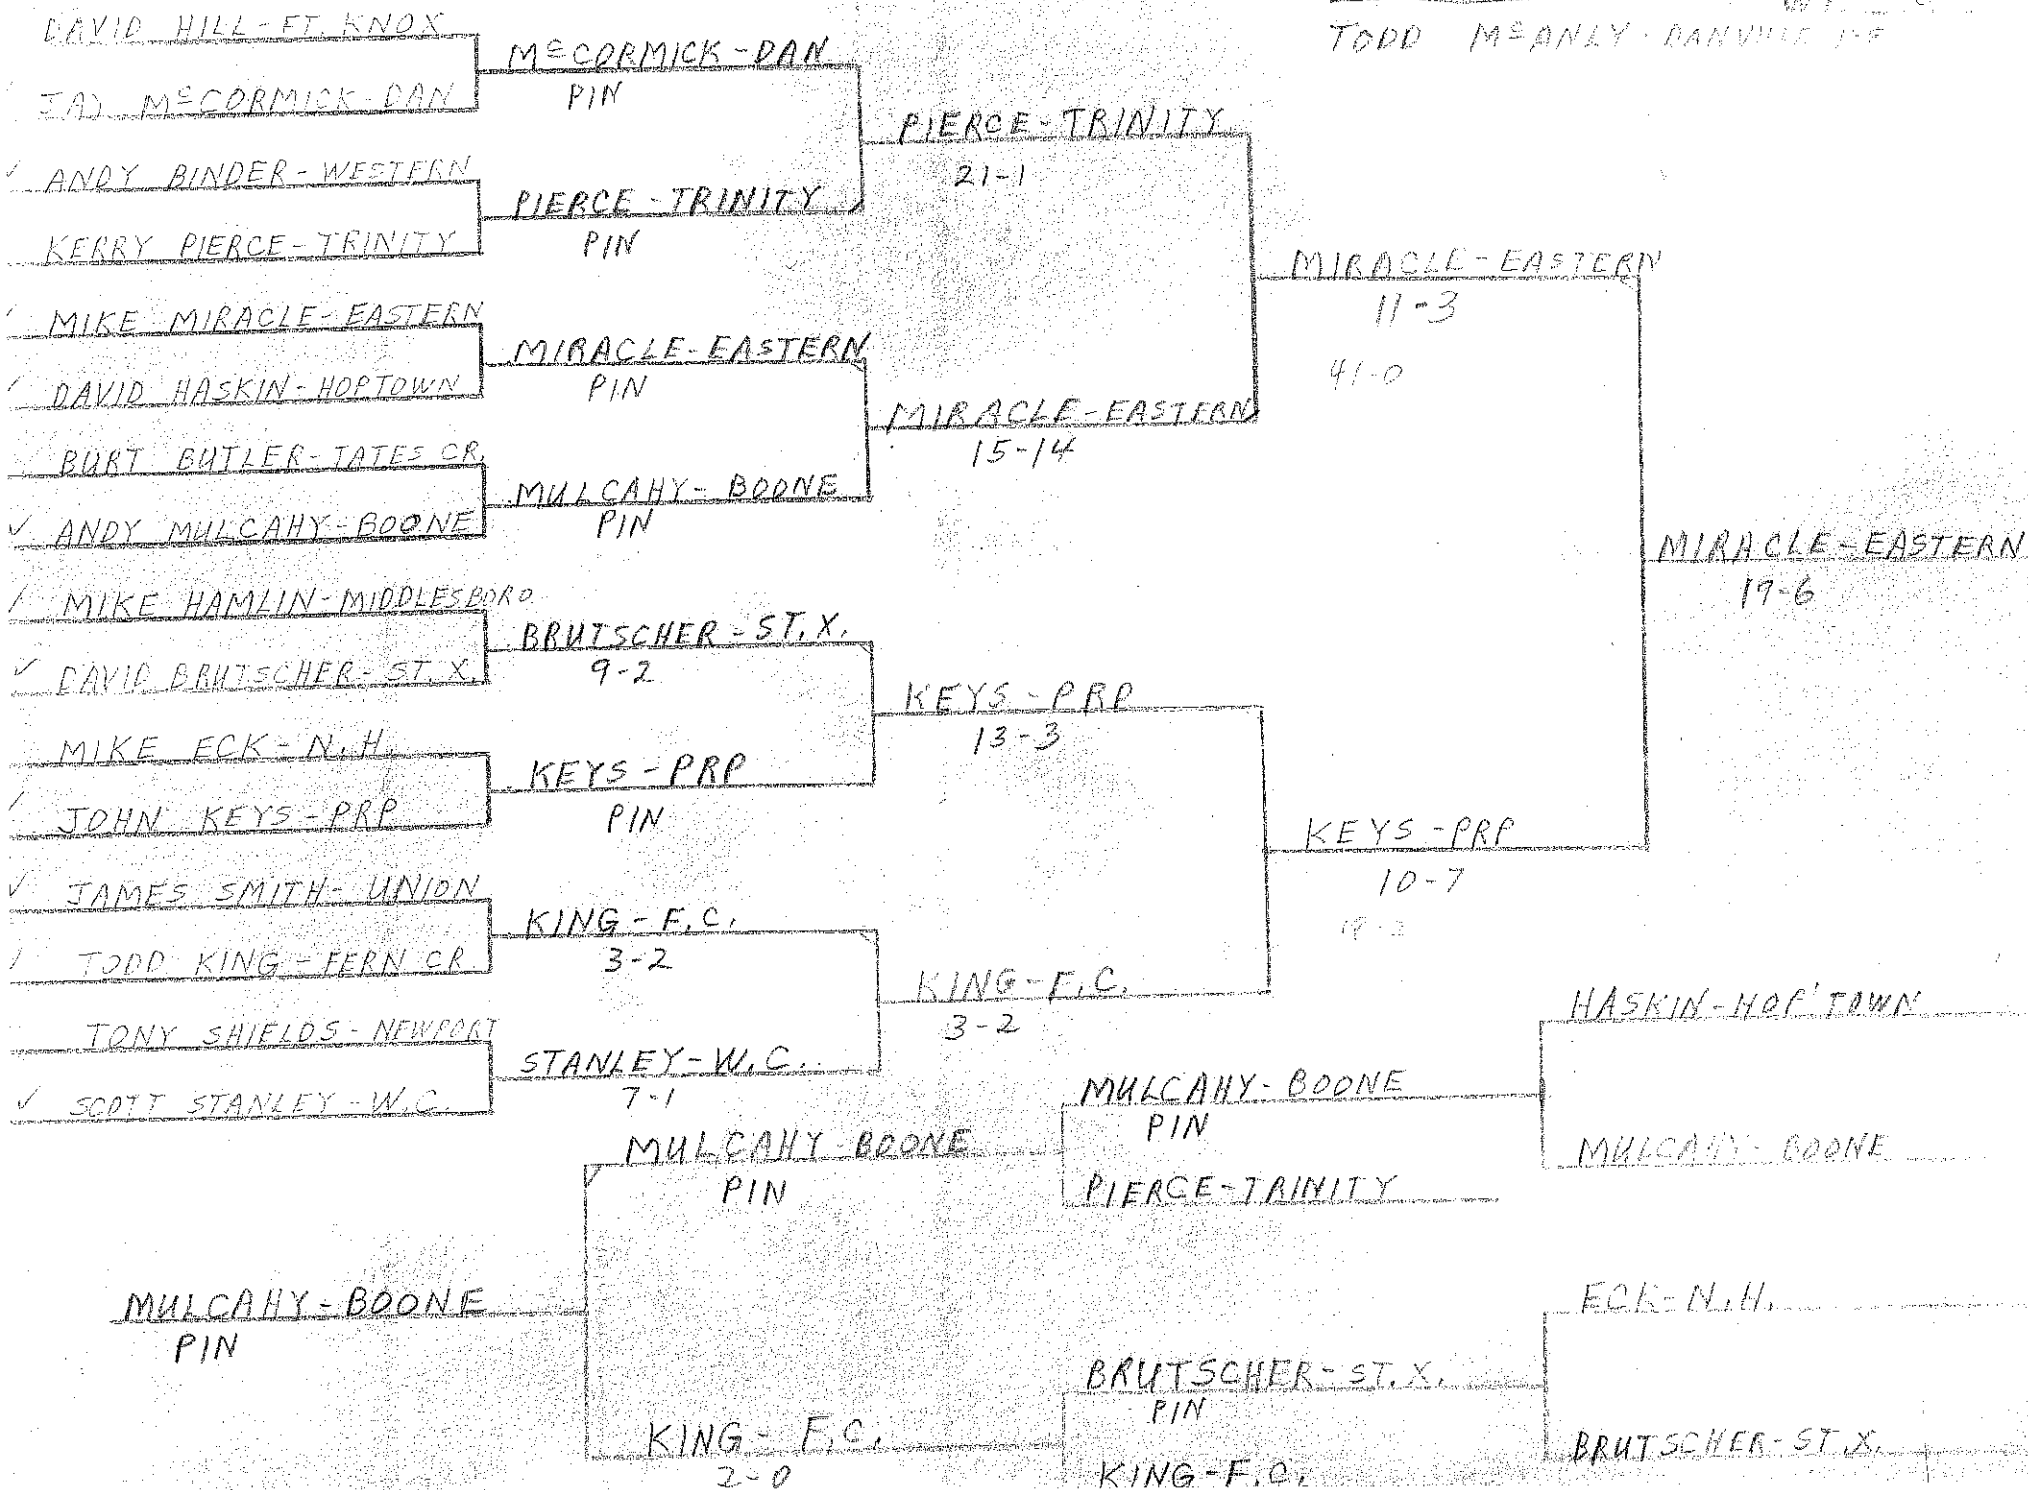 TODD McANLY - DANVILLE
DAVID HILL - FT. KNOX
McCORMICK - DAN
PIN
McCORMICK - DAN
PIERCE - TRINITY
21-1
ANDY BINDER - WESTERN
PIERCE - TRINITY
PIN
KERRY PIERCE - TRINITY
MIRACLE - EASTERN
11-3
41-0
MIKE MIRACLE - EASTERN
MIRACLE - EASTERN
PIN
DAVID HASKIN - HOPTOWN
MIRACLE - EASTERN
15-14
BURT BUTLER - TATES CR.
MULCAHY - BOONE
PIN
ANDY MULCAHY - BOONE
MIRACLE - EASTERN
19-6
MIKE HAMLIN - MIDDLESBORO
BRUTSCHER - ST. X.
9-2
DAVID BRUTSCHER - ST. X.
KEYS - PRP
13-3
MIKE ECK - N.H.
KEYS - PRP
PIN
JOHN KEYS - PRP
KEYS - PRP
10-7
JAMES SMITH - UNION
KING - F.C.
3-2
TODD KING - FERN CR.
KING - F.C.
3-2
TONY SHIELDS - NEWPORT
STANLEY - W.C.
7-1
SCOTT STANLEY - W.C.
HASKIN - HOP'TOWN
MULCAHY - BOONE
PIN
MULCAHY - BOONE
MULCAHY - BOONE
PIN
PIERCE - TRINITY
MULCAHY - BOONE
PIN
ECK - N.H.
BRUTSCHER - ST. X.
PIN
BRUTSCHER - ST. X.
KING - F.C.
2-0
KING - F.C.